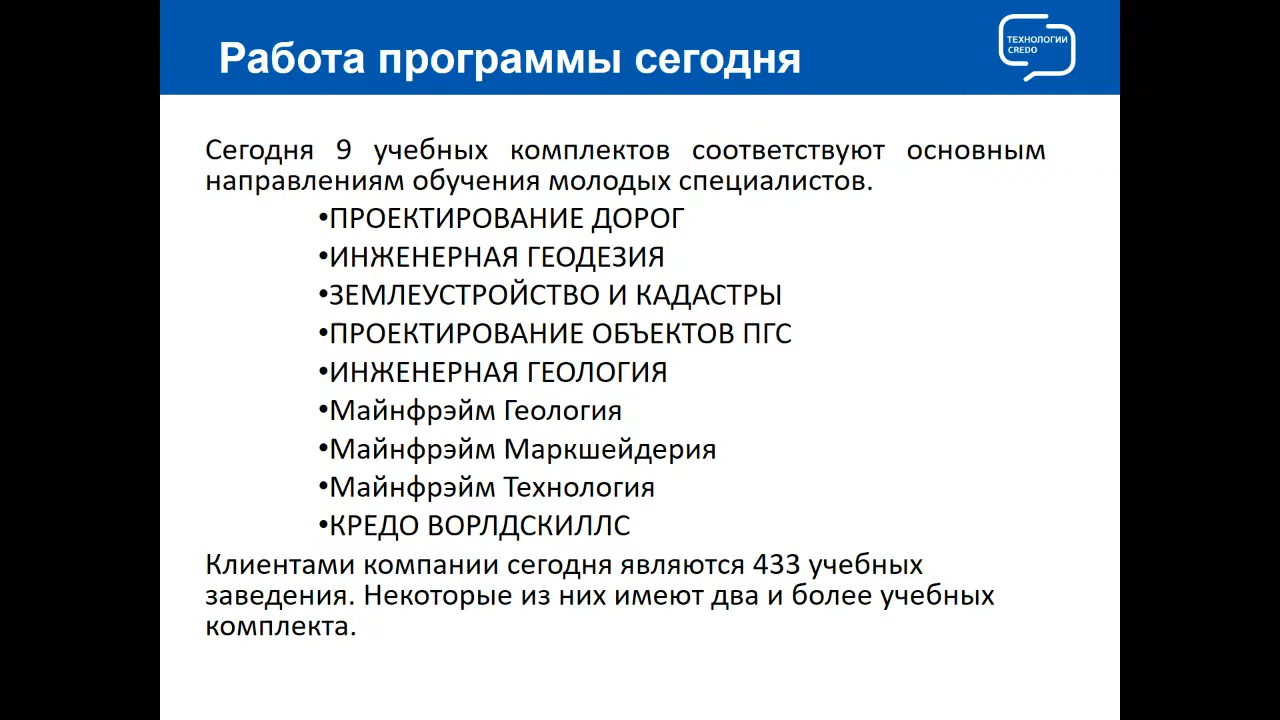 Работа программы сегодня
ТЕХНОЛОГИИ
CREDO
Сегодня 9 учебных комплектов соответствуют основным
направлениям обучения молодых специалистов.
•ПРОЕКТИРОВАНИЕ ДОРОГ
•ИНЖЕНЕРНАЯ ГЕОДЕЗИЯ
•ЗЕМЛЕУСТРОЙСТВО И КАДАСТРЫ
•ПРОЕКТИРОВАНИЕ ОБЪЕКТОВ ПГС
•ИНЖЕНЕРНАЯ ГЕОЛОГИЯ
•Майнфрэйм Геология
•Майнфрэйм Маркшейдерия
•Майнфрэйм Технология
•КРЕДО ВОРЛДСКИЛЛС
Клиентами компании сегодня являются 433 учебных
заведения. Некоторые из них имеют два и более учебных
комплекта.